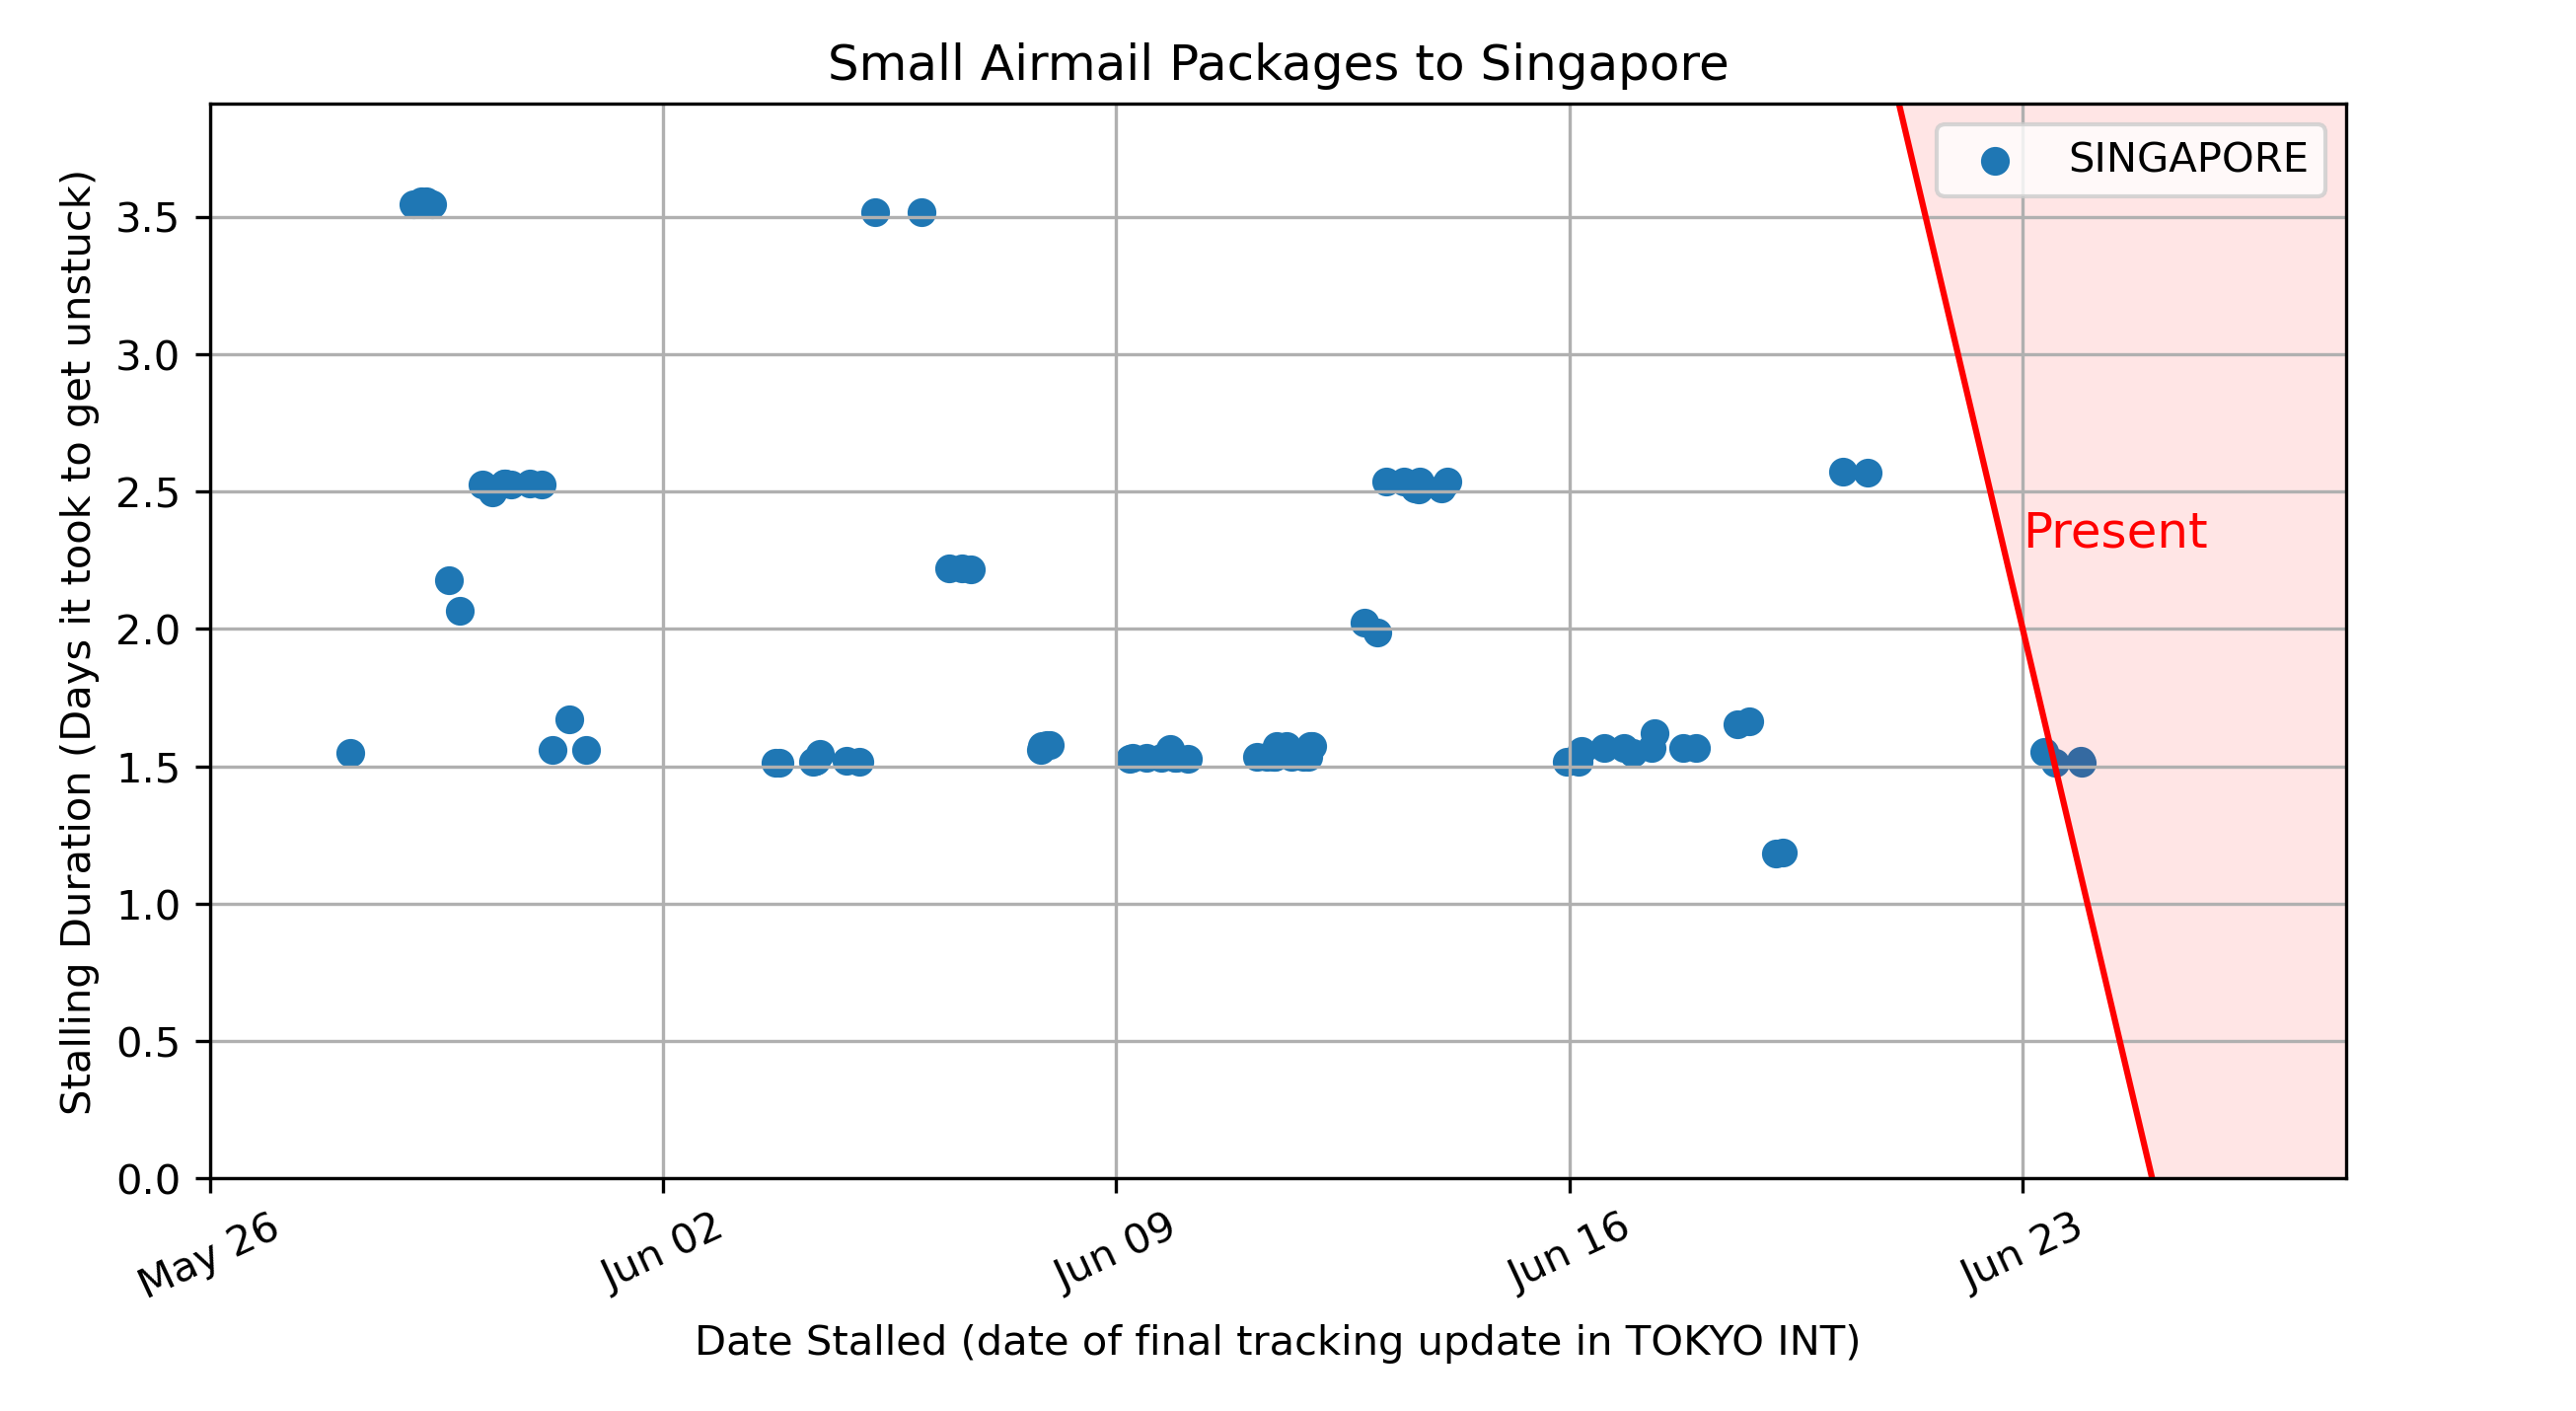 Small Airmail Packages to Singapore
SINGAPORE
Stalling Duration (Days it took to get unstuck)
3.5
3.0
2.5
2.0
1.5
1.0
0.5
0.0
Present
May 26
Jun 02
Jun 09
Jun 16
Jun 23
Date Stalled (date of final tracking update in TOKYO INT)